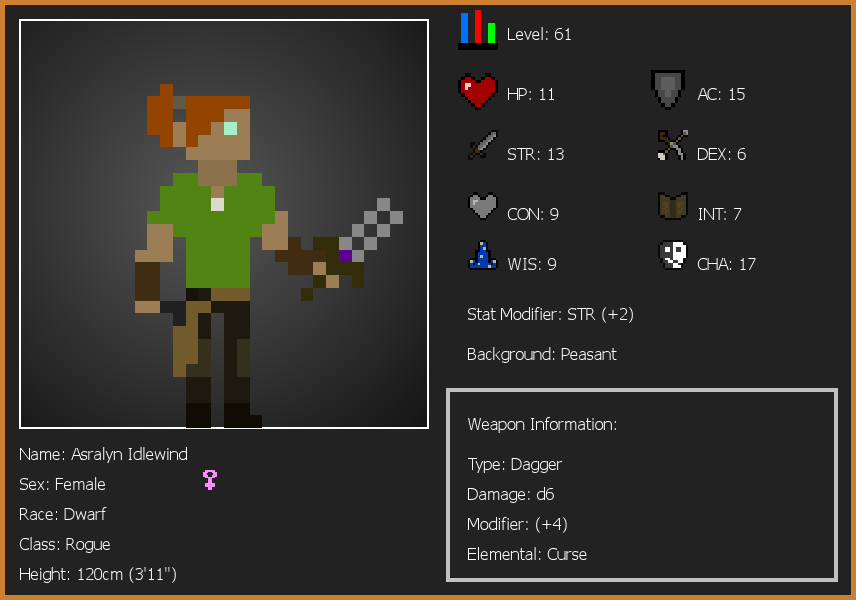 Level: 61
HP: 11
AC: 15
STR: 13
DEX: 6
CON: 9
INT: 7
WIS: 9
CHA: 17
Stat Modifier: STR (+2)
Background: Peasant
Weapon Information:
Type: Dagger
Damage: d6
Modifier: (+4)
Elemental: Curse
Name: Asralyn Idlewind
Sex: Female
Race: Dwarf
Class: Rogue
Height: 120cm (3'11")